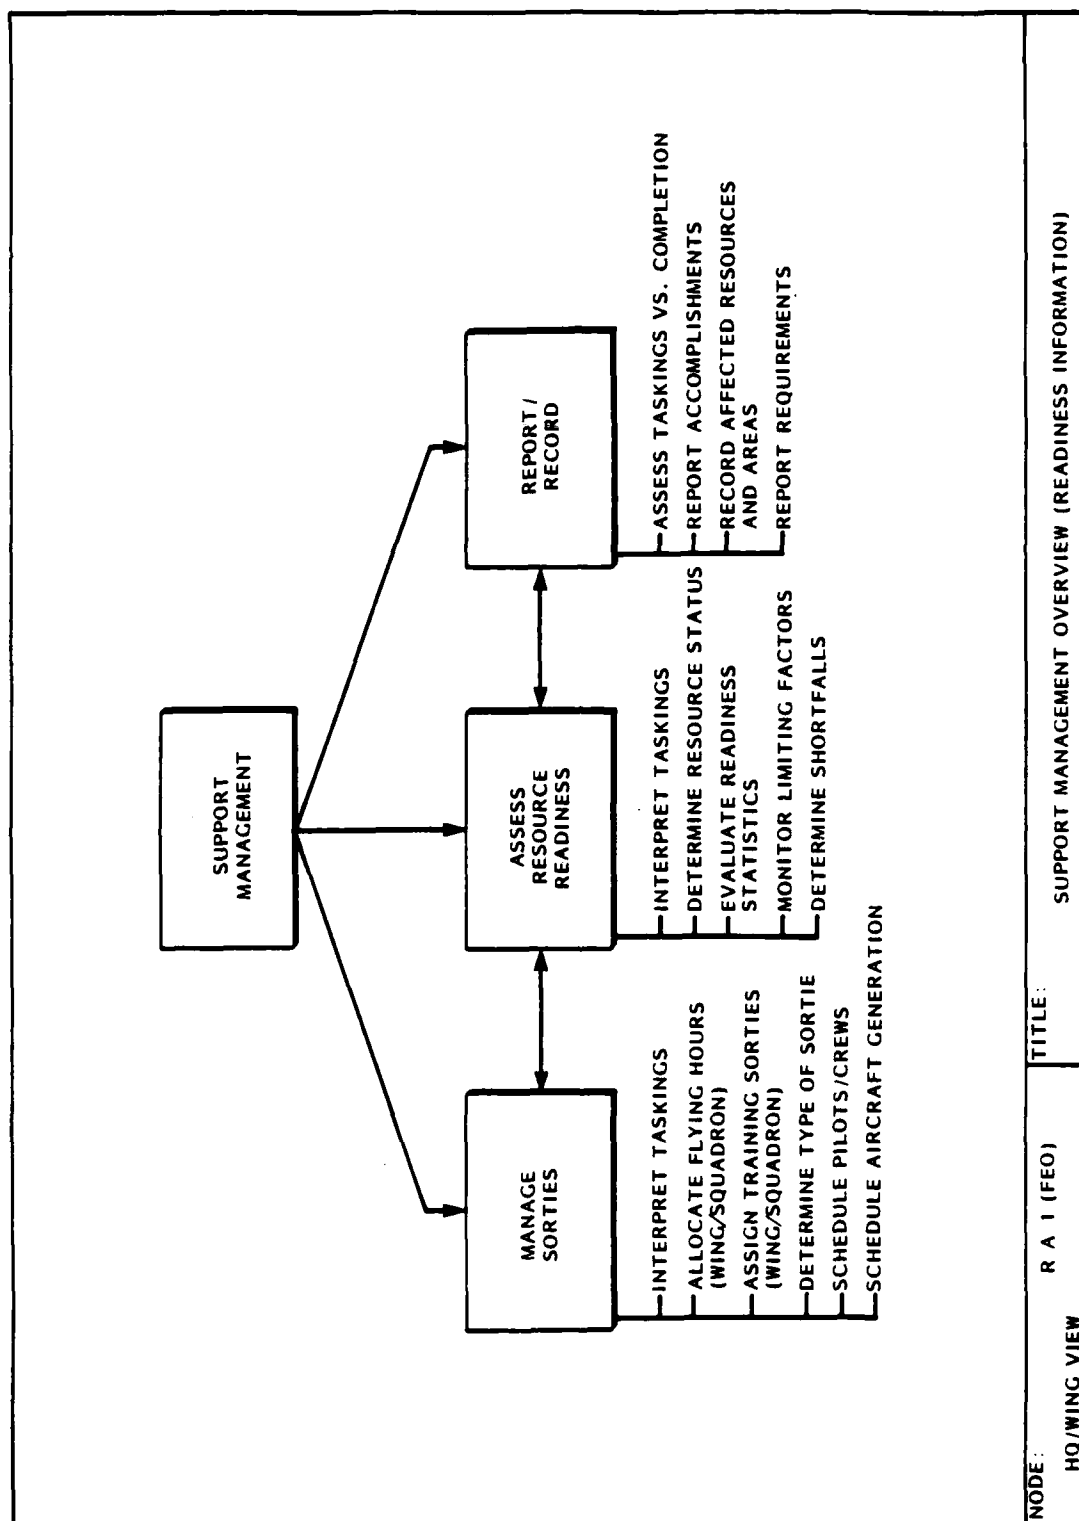 SUPPORT
MANAGEMENT
MANAGE
SORTIES
INTERPRET TASKINGS
ALLOCATE FLYING HOURS
(WING/SQUADRON)
ASSIGN TRAINING SORTIES
(WING/SQUADRON)
DETERMINE TYPE OF SORTIE
SCHEDULE PILOTS/CREWS
SCHEDULE AIRCRAFT GENERATION
ASSESS
RESOURCE
READINESS
INTERPRET TASKINGS
DETERMINE RESOURCE STATUS
EVALUATE READINESS
STATISTICS
MONITOR LIMITING FACTORS
DETERMINE SHORTFALLS
REPORT/
RECORD
ASSESS TASKINGS VS. COMPLETION
REPORT ACCOMPLISHMENTS
RECORD AFFECTED RESOURCES
AND AREAS
REPORT REQUIREMENTS
NODE:
R A 1 (FEO)
HQ/WING VIEW
TITLE:
SUPPORT MANAGEMENT OVERVIEW (READINESS INFORMATION)